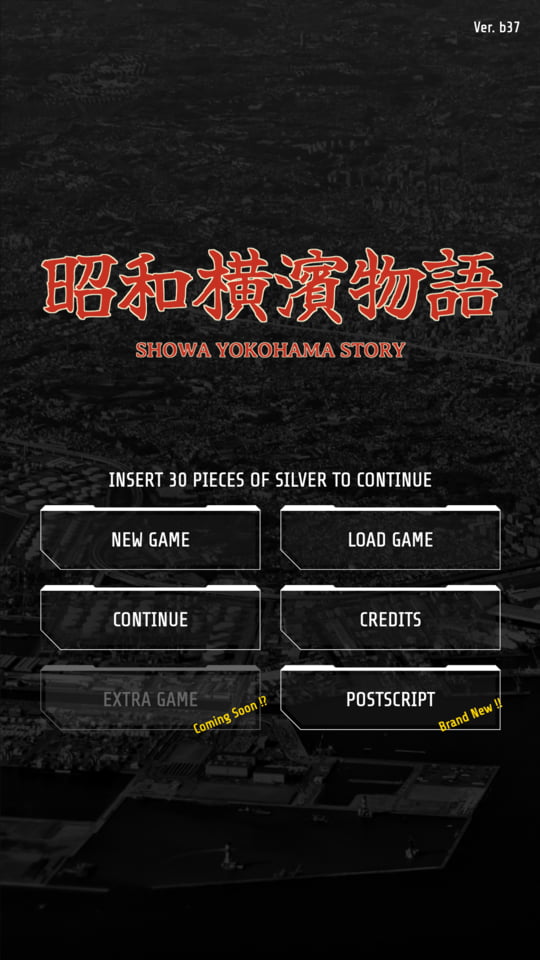 Ver. b37
昭和横濱物語
SHOWA YOKOHAMA STORY
INSERT 30 PIECES OF SILVER TO CONTINUE
NEW GAME
LOAD GAME
CONTINUE
CREDITS
EXTRA GAME
Coming Soon !?
POSTSCRIPT
Brand New !!